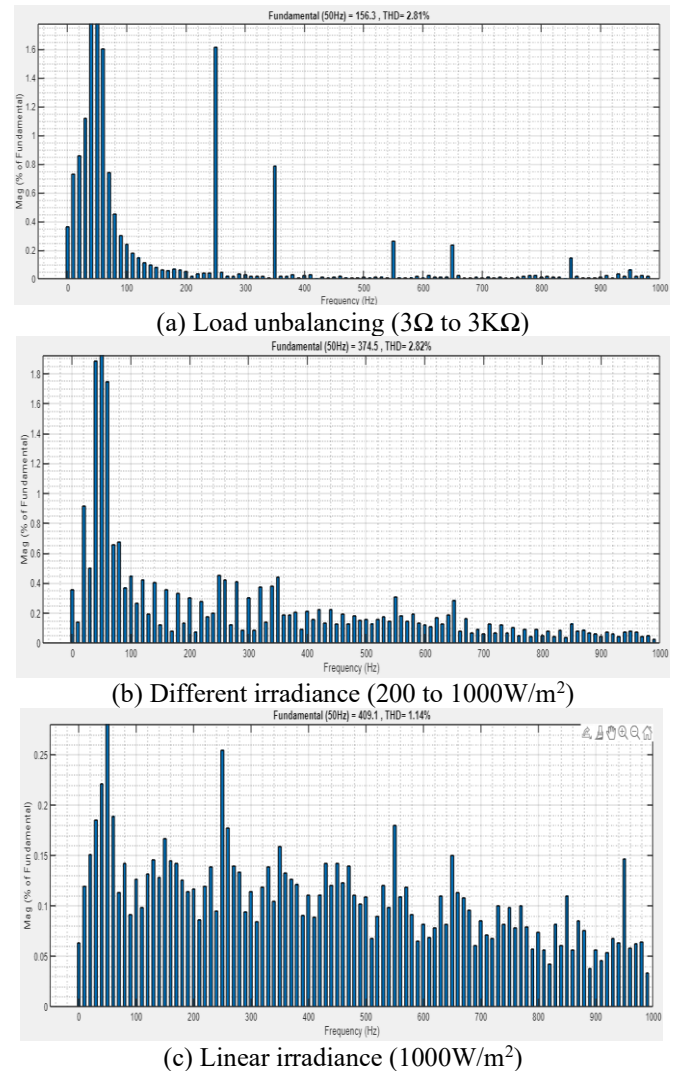 Fundamental (50Hz) = 156.3 , THD= 2.81%
Mag (% of Fundamental)
1.6
1.4
1.2
1
0.8
0.6
0.4
0.2
0
0 100 200 300 400 500 600 700 800 900 1000
Frequency (Hz)
(a) Load unbalancing (3Ω to 3KΩ)
Fundamental (50Hz) = 374.5 , THD= 2.82%
Mag (% of Fundamental)
1.8
1.6
1.4
1.2
1
0.8
0.6
0.4
0.2
0
0 100 200 300 400 500 600 700 800 900 1000
Frequency (Hz)
(b) Different irradiance (200 to 1000W/m²)
Fundamental (50Hz) = 409.1 , THD= 1.14%
Mag (% of Fundamental)
0.25
0.2
0.15
0.1
0.05
0
0 100 200 300 400 500 600 700 800 900 1000
Frequency (Hz)
(c) Linear irradiance (1000W/m²)